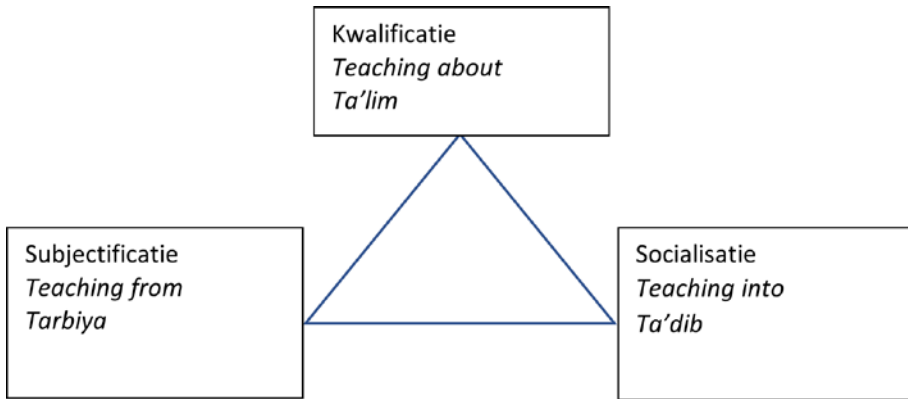 Kwalificatie
Teaching about
Ta’lim
Subjectificatie
Teaching from
Tarbiya
Socialisatie
Teaching into
Ta’dib